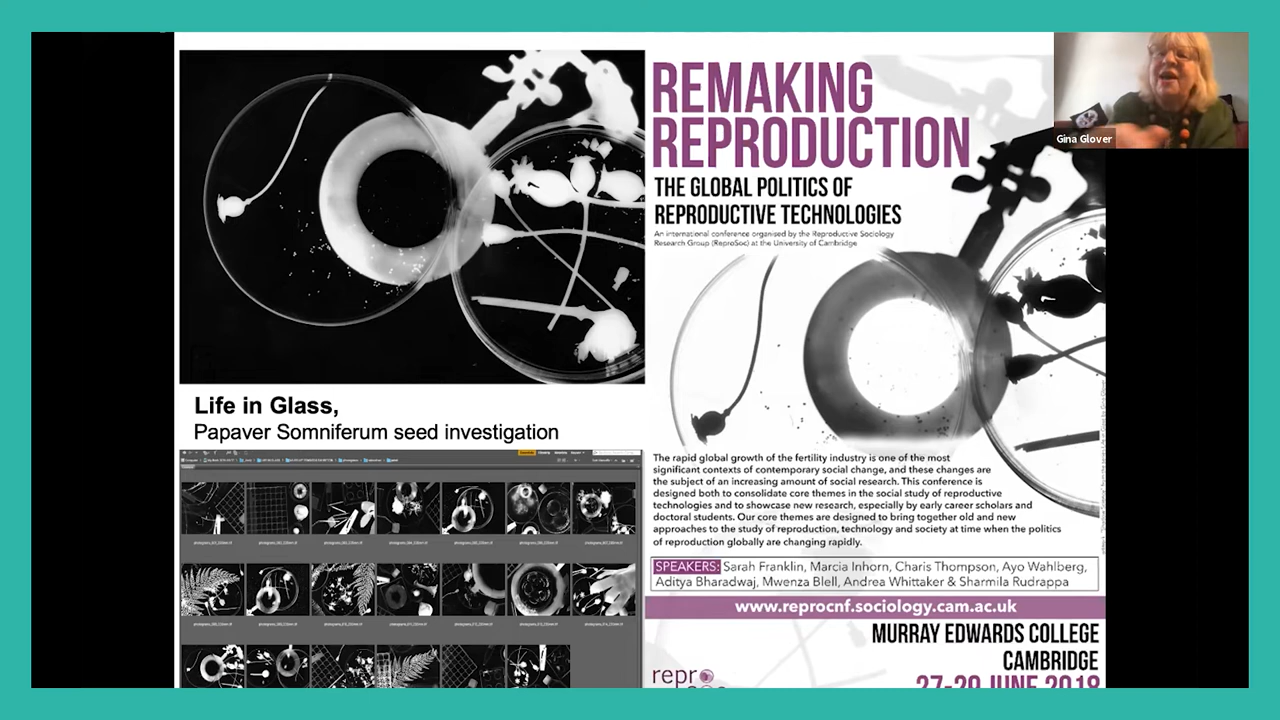 Life in Glass,
Papaver Somniferum seed investigation
REMAKING
REPRODUCTION
THE GLOBAL POLITICS OF
REPRODUCTIVE TECHNOLOGIES
An international conference organised by the Reproductive Sociology
Research Group (ReproSoc) at the University of Cambridge
The rapid global growth of the fertility industry is one of the most
significant contexts of contemporary social change, and these changes are
the subject of an increasing amount of social research. This conference is
designed both to consolidate core themes in the social study of reproductive
technologies and to showcase new research, especially by early career scholars and
doctoral students. Our core themes are designed to bring together old and new
approaches to the study of reproduction, technology and society at time when the politics
of reproduction globally are changing rapidly.
SPEAKERS: Sarah Franklin, Marcia Inhorn, Charis Thompson, Ayo Wahlberg,
Aditya Bharadwaj, Mwenza Blell, Andrea Whittaker & Sharmila Rudrappa
www.reprocnf.sociology.cam.ac.uk
MURRAY EDWARDS COLLEGE
CAMBRIDGE
27-29 JUNE 2018
repr
Gina Glover